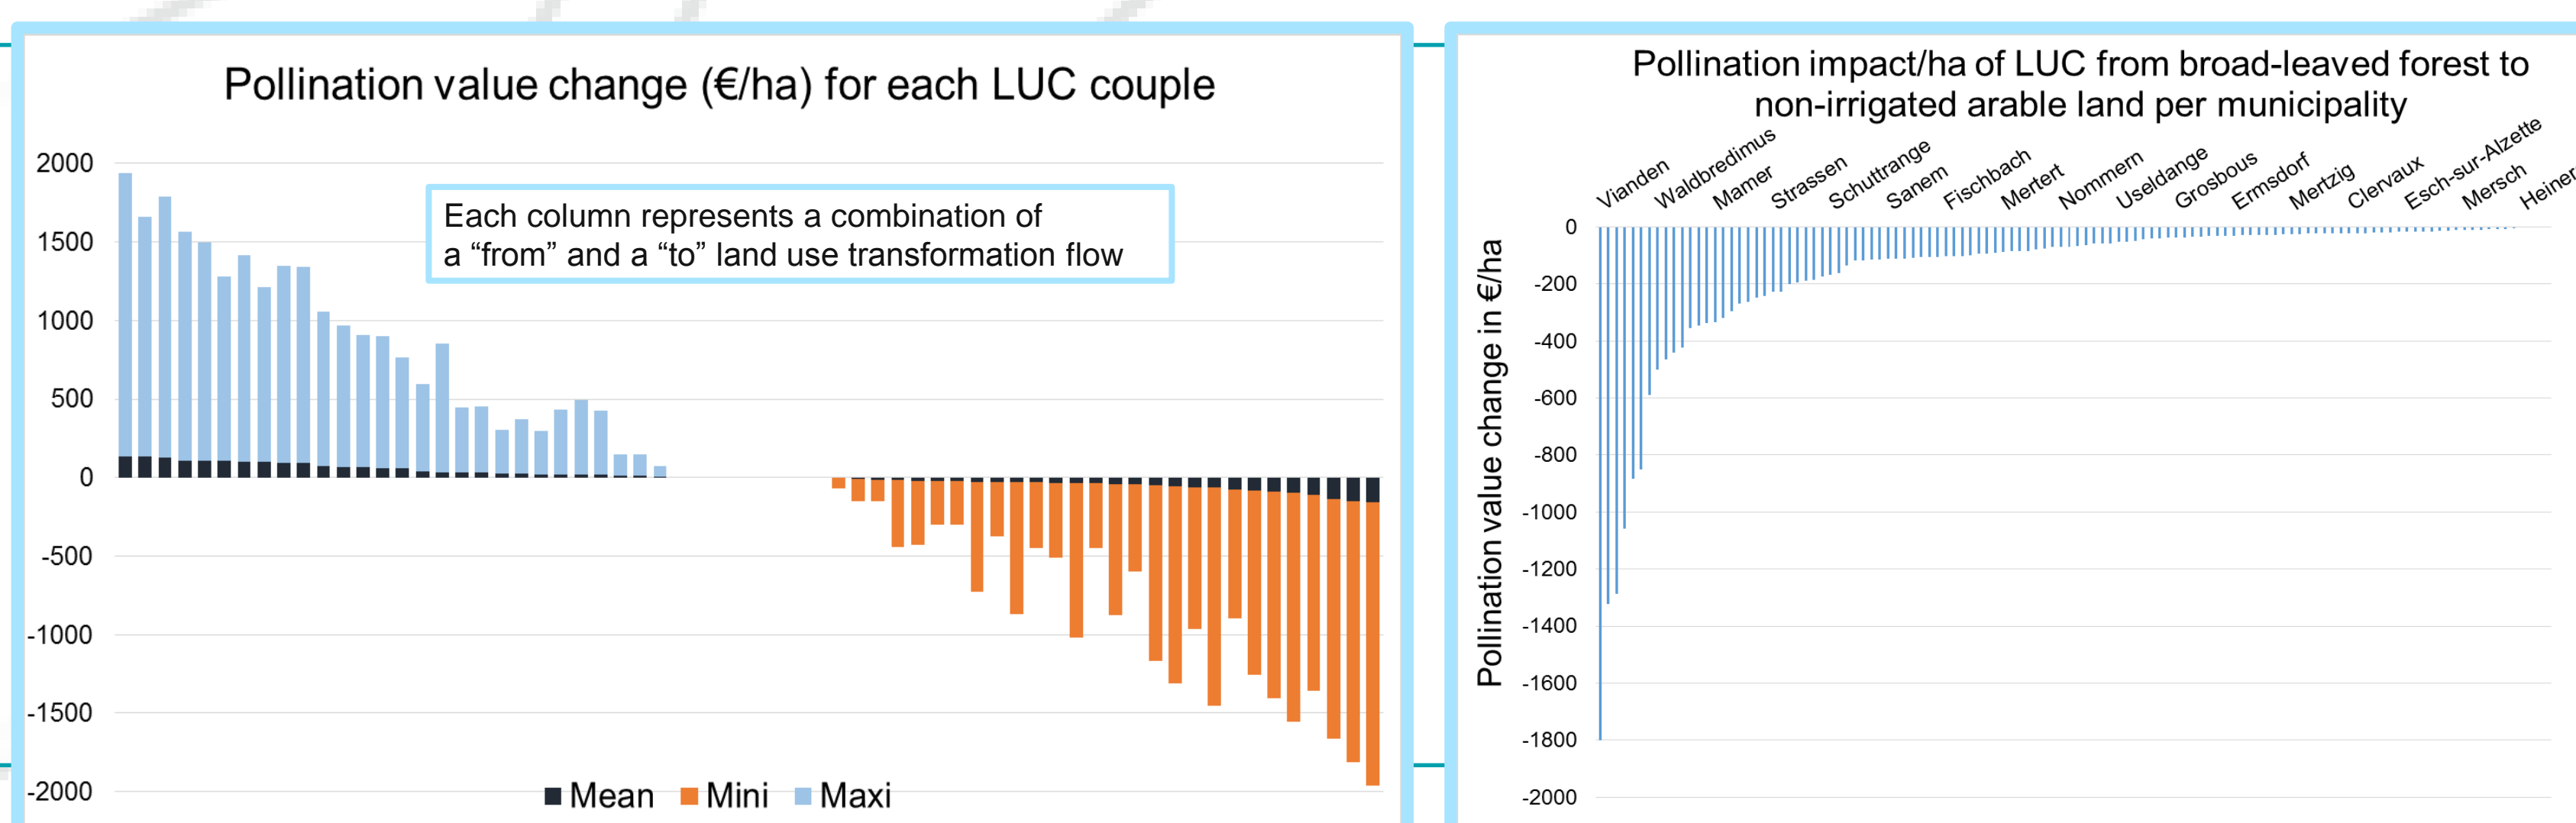 Pollination value change (€/ha) for each LUC couple
2000
1500
1000
500
0
-500
-1000
-1500
-2000
Each column represents a combination of
a “from” and a “to” land use transformation flow
Mean Mini Maxi
Pollination impact/ha of LUC from broad-leaved forest to
non-irrigated arable land per municipality
Vianden
Waldbredimus
Mamer
Strassen
Schuttrange
Sanem
Fischbach
Mertert
Nommern
Useldange
Grosbous
Ermsdorf
Mertzig
Clervaux
Esch-sur-Alzette
Mersch
Heiner
Pollination value change in €/ha
0
-200
-400
-600
-800
-1000
-1200
-1400
-1600
-1800
-2000